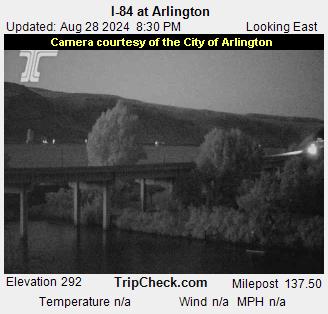 I-84 at Arlington
Updated: Aug 28 2024 8:30 PM Looking East
Camera courtesy of the City of Arlington
Elevation 292 TripCheck.com Milepost 137.50
Temperature n/a Wind n/a MPH n/a